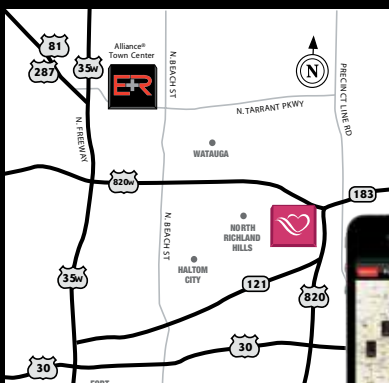 81
287
35W
Alliance®
Town Center
E+R
N. BEACH ST
N
PRECINCT LINE RD
N. TARRANT PKWY
N. FREEWAY
WATAUGA
820W
183
N. BEACH ST
NORTH
RICHLAND
HILLS
HALTOM
CITY
35W
121
820
30
30
FORT